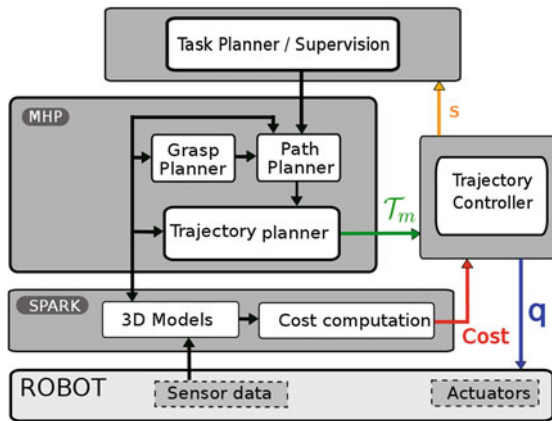 Task Planner / Supervision
MHP
s
Grasp
Planner
Path
Planner
Trajectory
Controller
𝒯m
Trajectory planner
SPARK
3D Models
Cost computation
Cost
q
ROBOT
Sensor data
Actuators